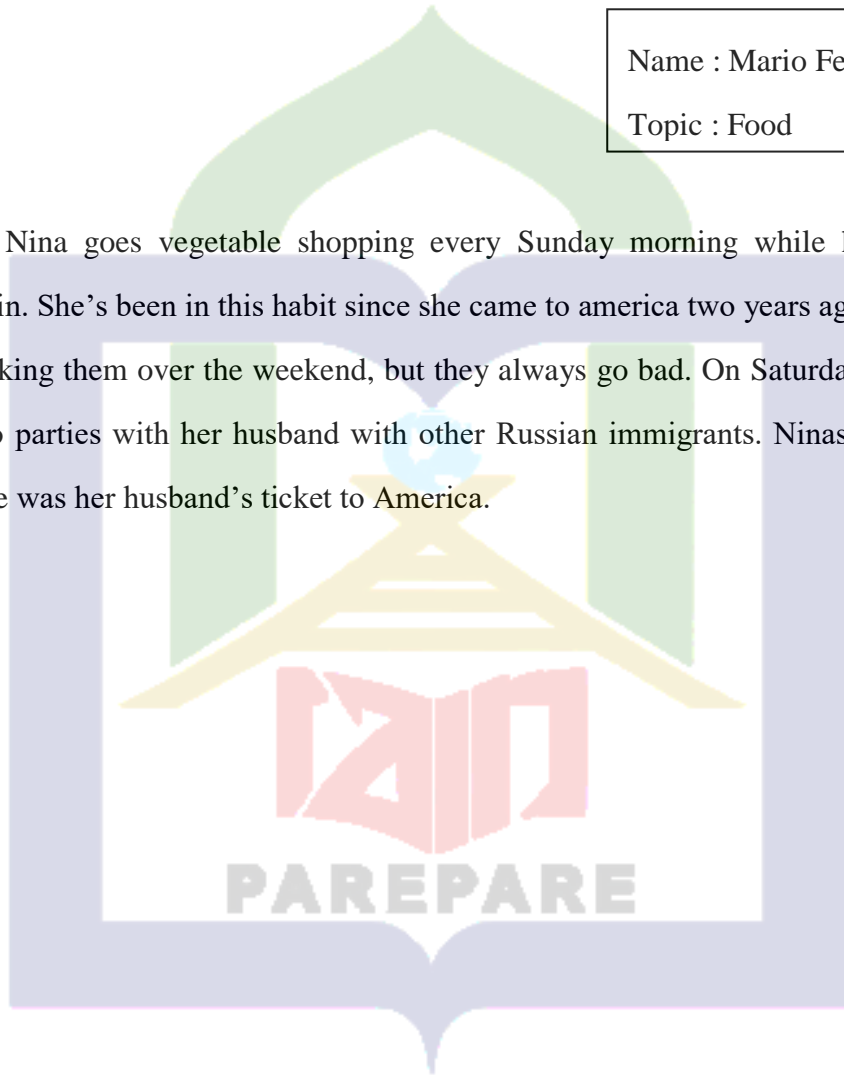 Name : Mario Fe
Topic : Food
Nina goes vegetable shopping every Sunday morning while
in. She's been in this habit since she came to america two years ag
king them over the weekend, but they always go bad. On Saturda
parties with her husband with other Russian immigrants. Ninas
e was her husband's ticket to America.
PAREPARE